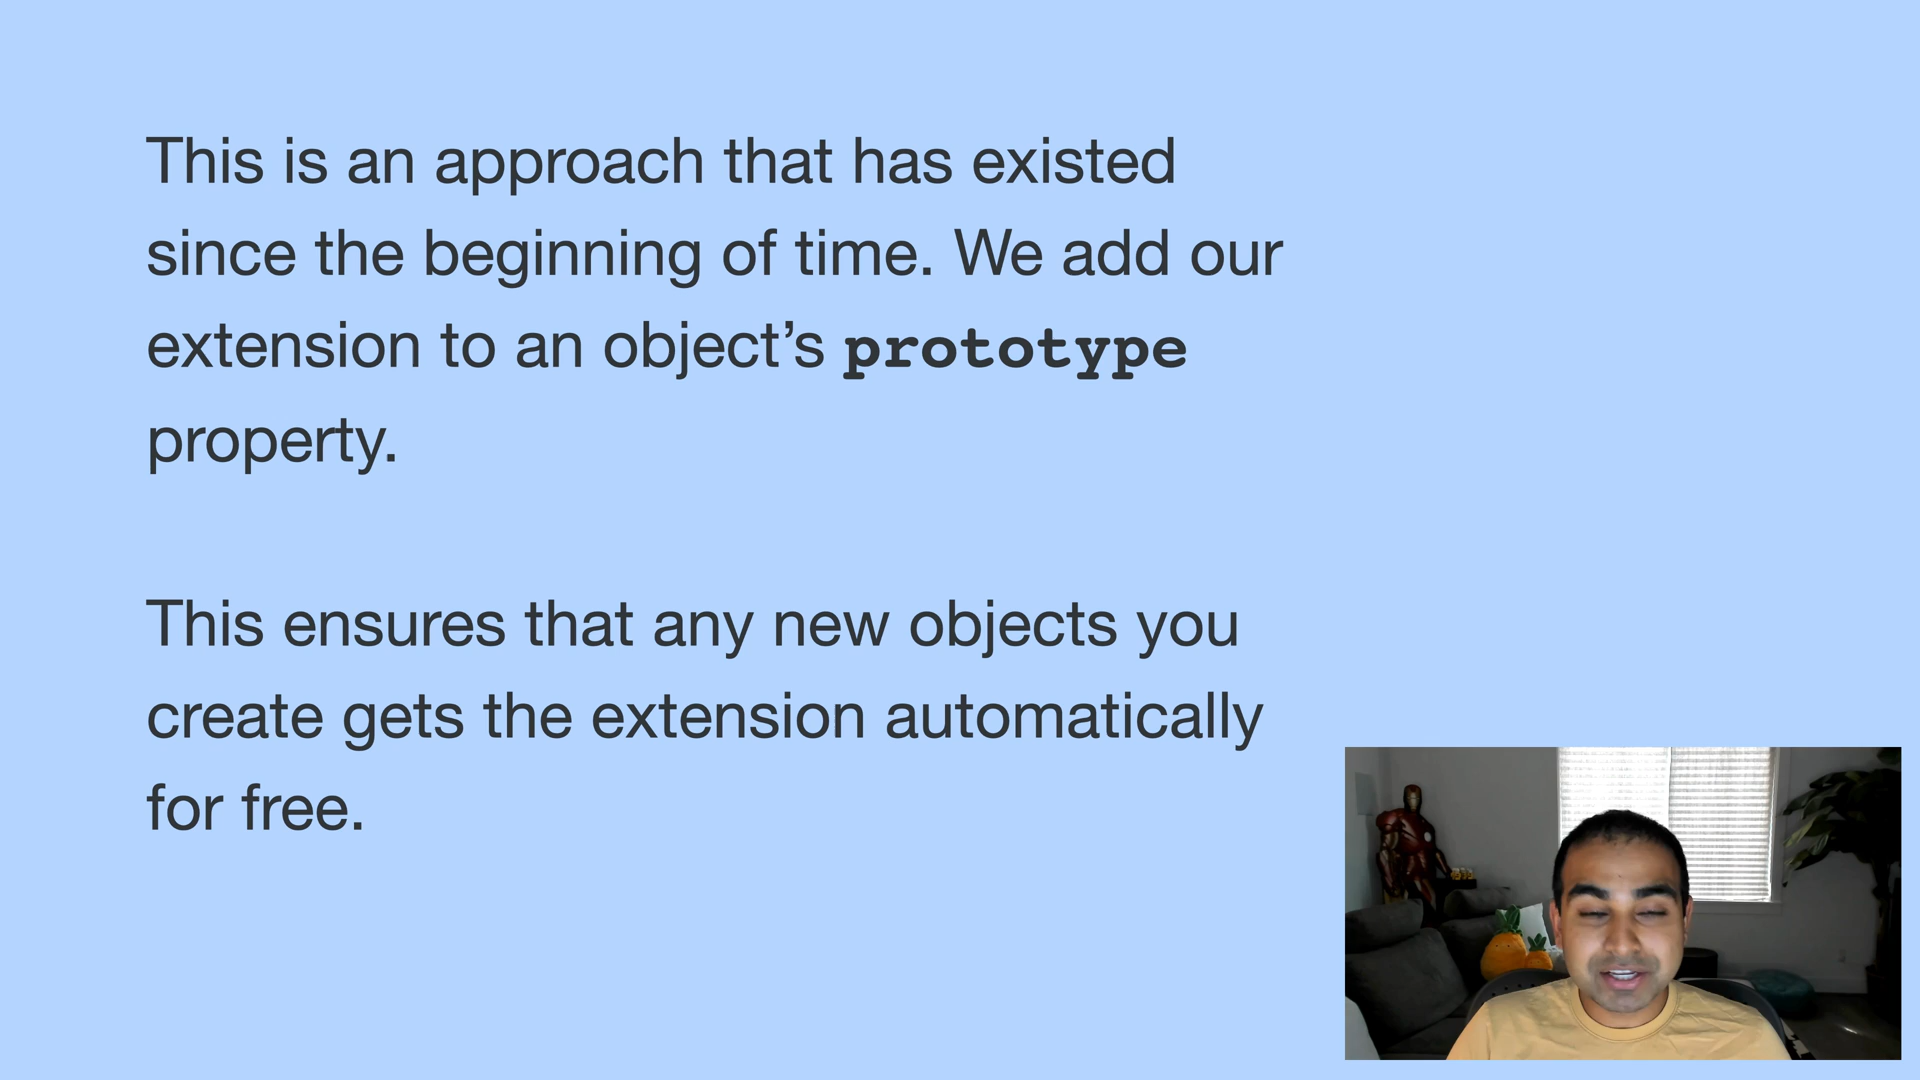 This is an approach that has existed
since the beginning of time. We add our
extension to an object’s prototype
property.
This ensures that any new objects you
create gets the extension automatically
for free.